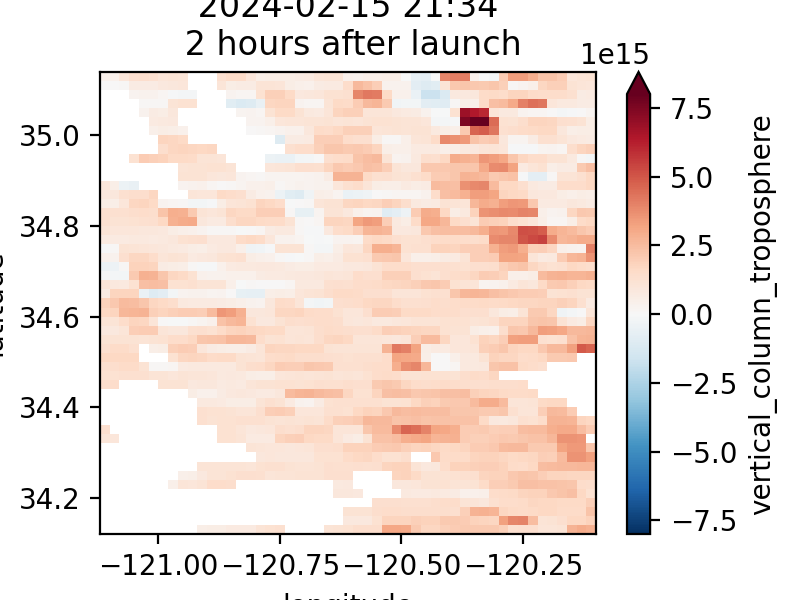 2024-02-15 21:34
2 hours after launch
1e15
35.0
34.8
34.6
34.4
34.2
−121.00 −120.75 −120.50 −120.25
longitude
7.5
5.0
2.5
0.0
−2.5
−5.0
−7.5
vertical_column_troposphere